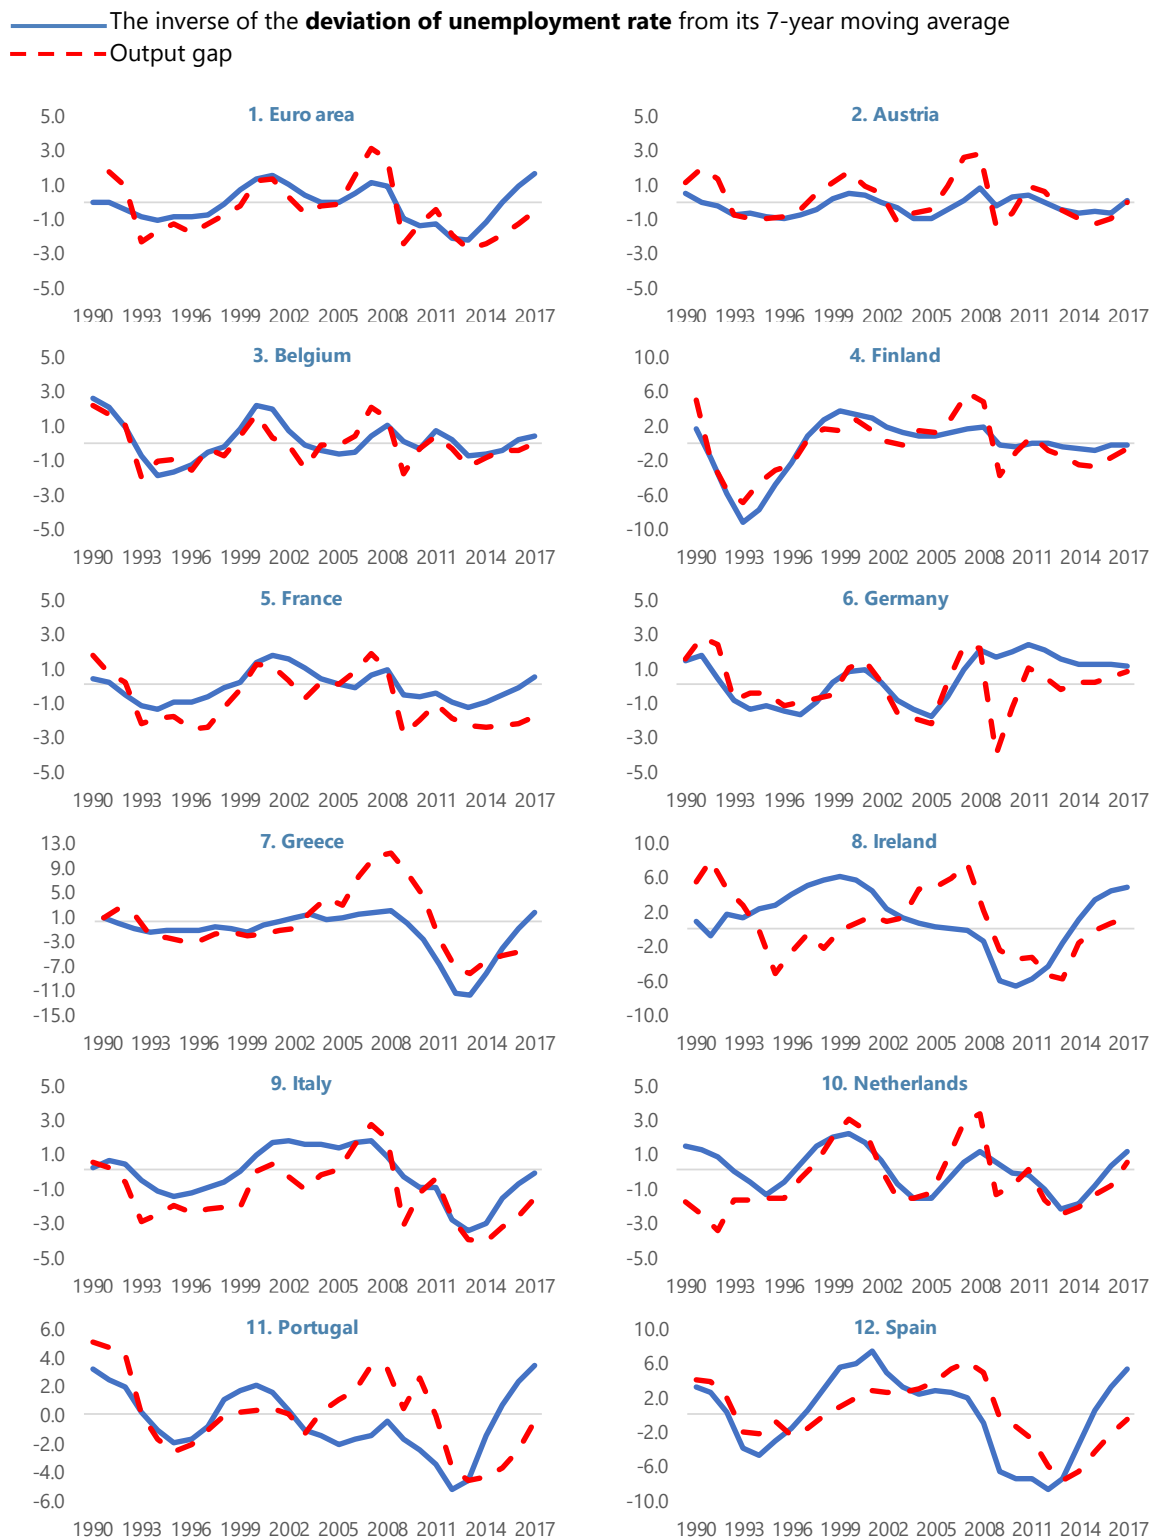 The inverse of the deviation of unemployment rate from its 7-year moving average
Output gap
1. Euro area
5.0
3.0
1.0
-1.0
-3.0
-5.0
1990 1993 1996 1999 2002 2005 2008 2011 2014 2017
2. Austria
5.0
3.0
1.0
-1.0
-3.0
-5.0
1990 1993 1996 1999 2002 2005 2008 2011 2014 2017
3. Belgium
5.0
3.0
1.0
-1.0
-3.0
-5.0
1990 1993 1996 1999 2002 2005 2008 2011 2014 2017
4. Finland
10.0
6.0
2.0
-2.0
-6.0
-10.0
1990 1993 1996 1999 2002 2005 2008 2011 2014 2017
5. France
5.0
3.0
1.0
-1.0
-3.0
-5.0
1990 1993 1996 1999 2002 2005 2008 2011 2014 2017
6. Germany
5.0
3.0
1.0
-1.0
-3.0
-5.0
1990 1993 1996 1999 2002 2005 2008 2011 2014 2017
7. Greece
13.0
9.0
5.0
1.0
-3.0
-7.0
-11.0
-15.0
1990 1993 1996 1999 2002 2005 2008 2011 2014 2017
8. Ireland
10.0
6.0
2.0
-2.0
-6.0
-10.0
1990 1993 1996 1999 2002 2005 2008 2011 2014 2017
9. Italy
5.0
3.0
1.0
-1.0
-3.0
-5.0
1990 1993 1996 1999 2002 2005 2008 2011 2014 2017
10. Netherlands
5.0
3.0
1.0
-1.0
-3.0
-5.0
1990 1993 1996 1999 2002 2005 2008 2011 2014 2017
11. Portugal
6.0
4.0
2.0
0.0
-2.0
-4.0
-6.0
1990 1993 1996 1999 2002 2005 2008 2011 2014 2017
12. Spain
10.0
6.0
2.0
-2.0
-6.0
-10.0
1990 1993 1996 1999 2002 2005 2008 2011 2014 2017